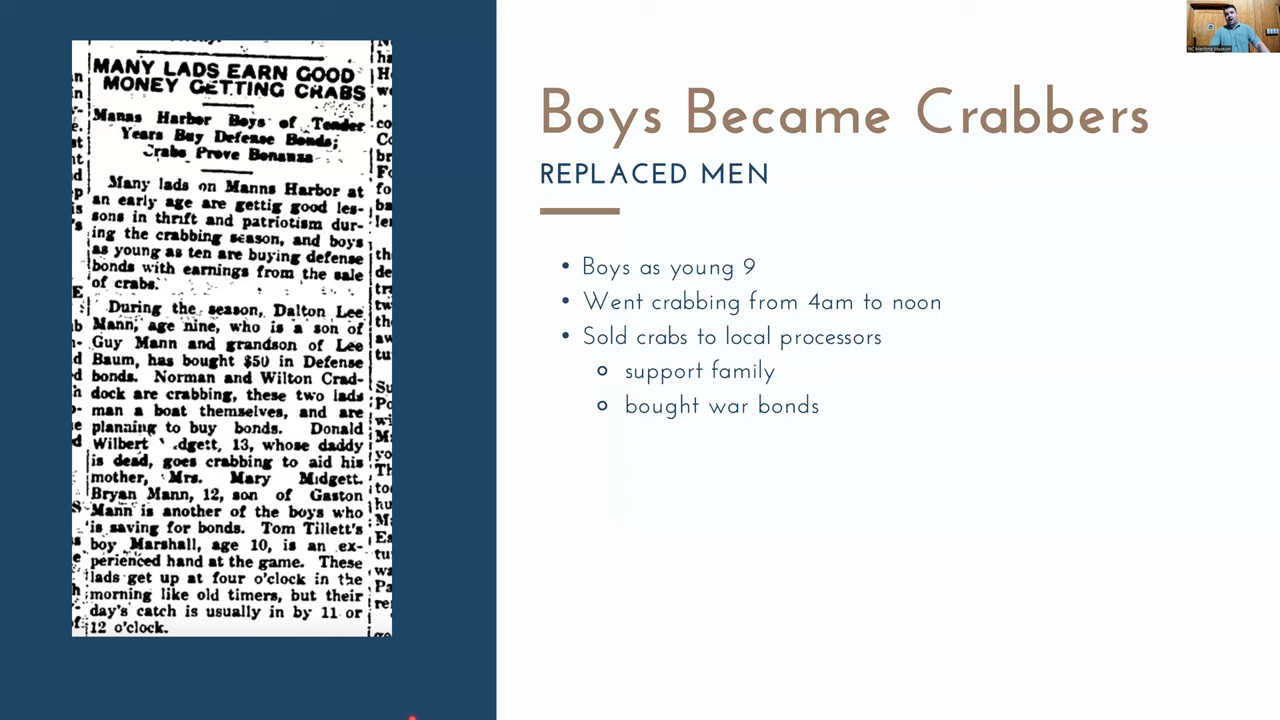 MANY LADS EARN GOOD
MONEY GETTING CRABS
Manns Harbor Boys of Tender
Years Buy Defense Bonds;
Crabs Prove Bonanza
Many lads on Manns Harbor at
an early age are gettig good les-
sons in thrift and patriotism dur-
ing the crabbing season, and boys
as young as ten are buying defense
bonds with earnings from the sale
of crabs.
During the season, Dalton Lee
Mann, age nine, who is a son of
Guy Mann and grandson of Lee
Baum, has bought $50 in Defense
bonds. Norman and Wilton Crad-
dock are crabbing, these two lads
man a boat themselves, and are
planning to buy bonds. Donald
Wilbert 13, whose daddy
is dead, goes crabbing to aid his
mother, Mrs. Mary Midgett.
Bryan Mann, 12, son of Gaston
Mann is another of the boys who
is saving for bonds. Tom Tillett's
boy Marshall, age 10, is an ex-
perienced hand at the game. These
lads get up at four o'clock in the
morning like old timers, but their
day's catch is usually in by 11 or
12 o'clock.
Boys Became Crabbers
REPLACED MEN
• Boys as young 9
• Went crabbing from 4am to noon
• Sold crabs to local processors
support family
bought war bonds
NC Maritime Museum